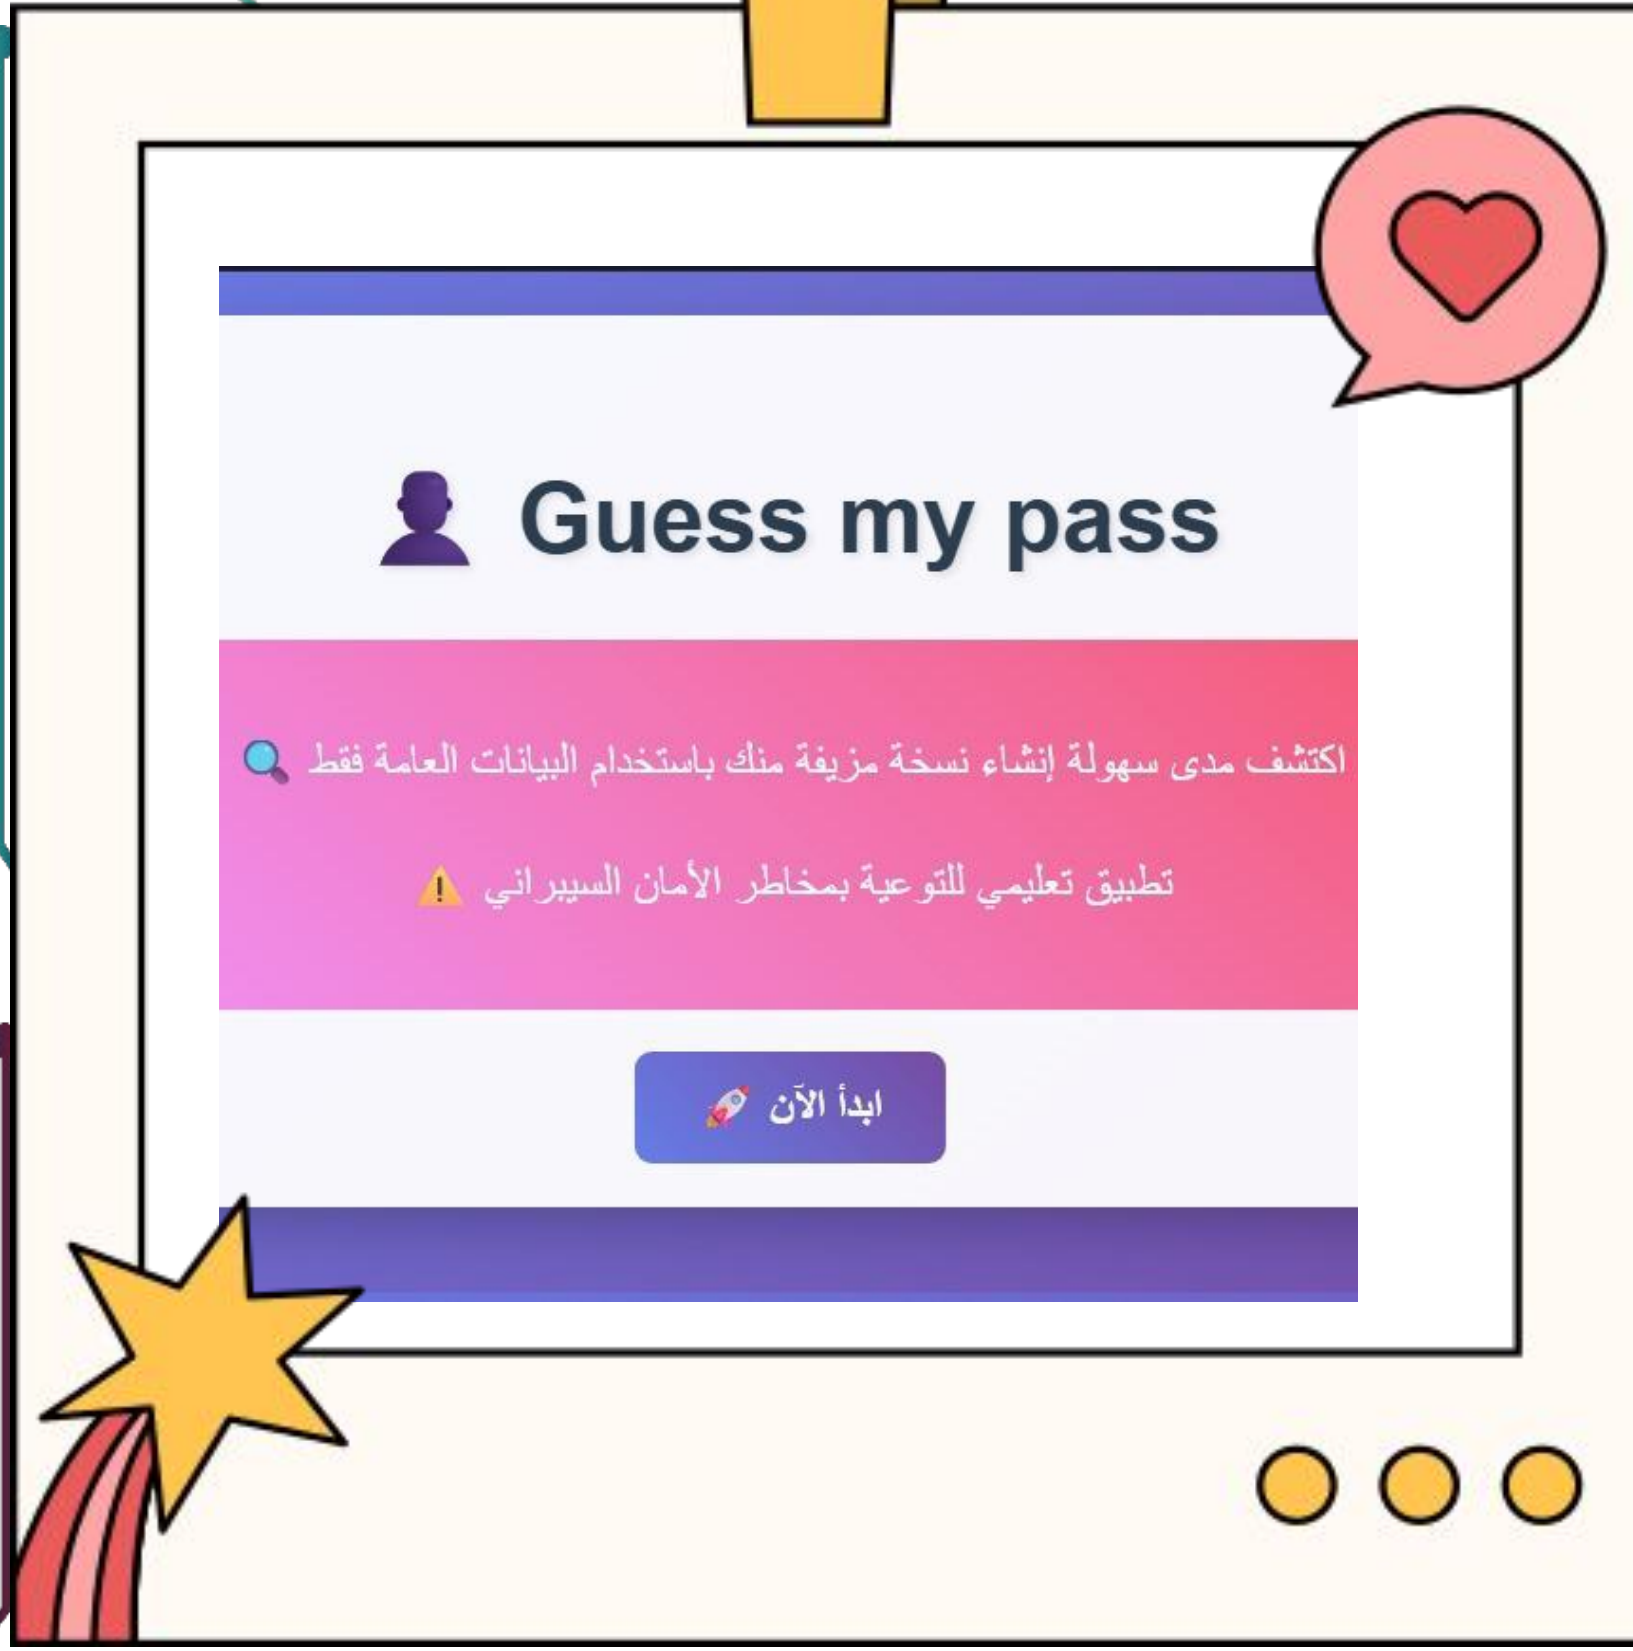 Guess my pass
اكتشف مدى سهولة إنشاء نسخة مزيفة منك باستخدام البيانات العامة فقط
تطبيق تعليمي للتوعية بمخاطر الأمان السيبراني
ابدأ الآن